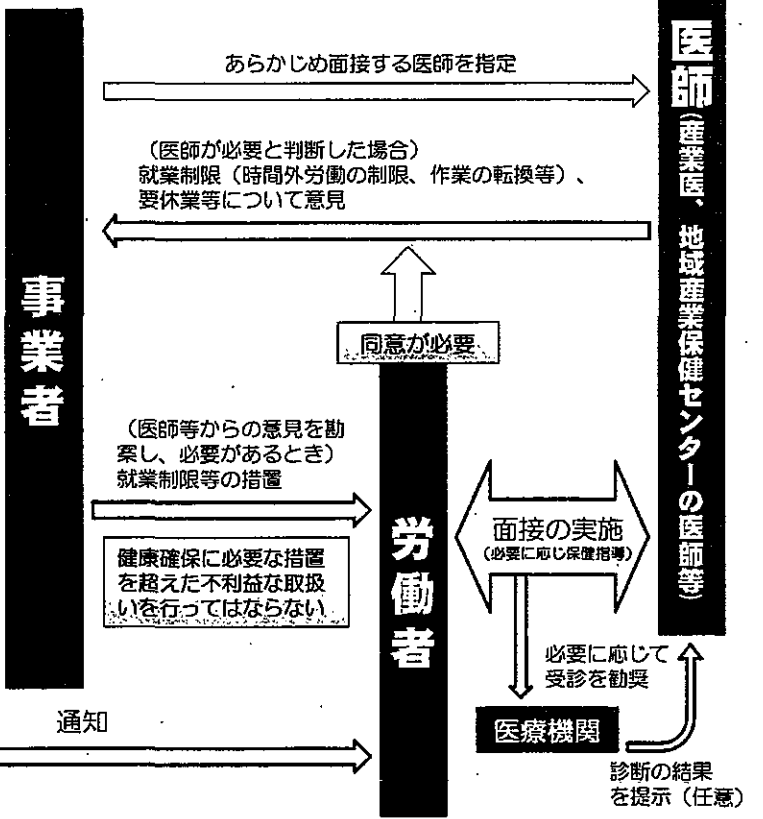 あらかじめ面接する医師を指定
医師
(産業医、地域産業保健センターの医師等)
(医師が必要と判断した場合)
就業制限(時間外労働の制限、作業の転換等)、
要休業等について意見
事業者
同意が必要
(医師等からの意見を勘
案し、必要があるとき)
就業制限等の措置
健康確保に必要な措置
を超えた不利益な取扱
いを行ってはならない
労働者
面接の実施
(必要に応じ保健指導)
必要に応じて
受診を勧奨
医療機関
診断の結果
を提示(任意)
通知